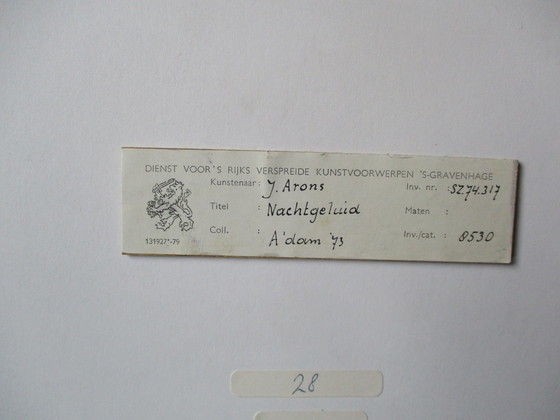 DIENST VOOR'S RIJKS VERSPREIDE KUNSTVOORWERPEN 'S-GRAVENHAGE
Kunstenaar : J. Arons Inv. nr. : SZ74.317
Titel : Nachtgeluid Maten :
Coll. : A'dam '73 Inv./cat. : 8530
131927*-79
28